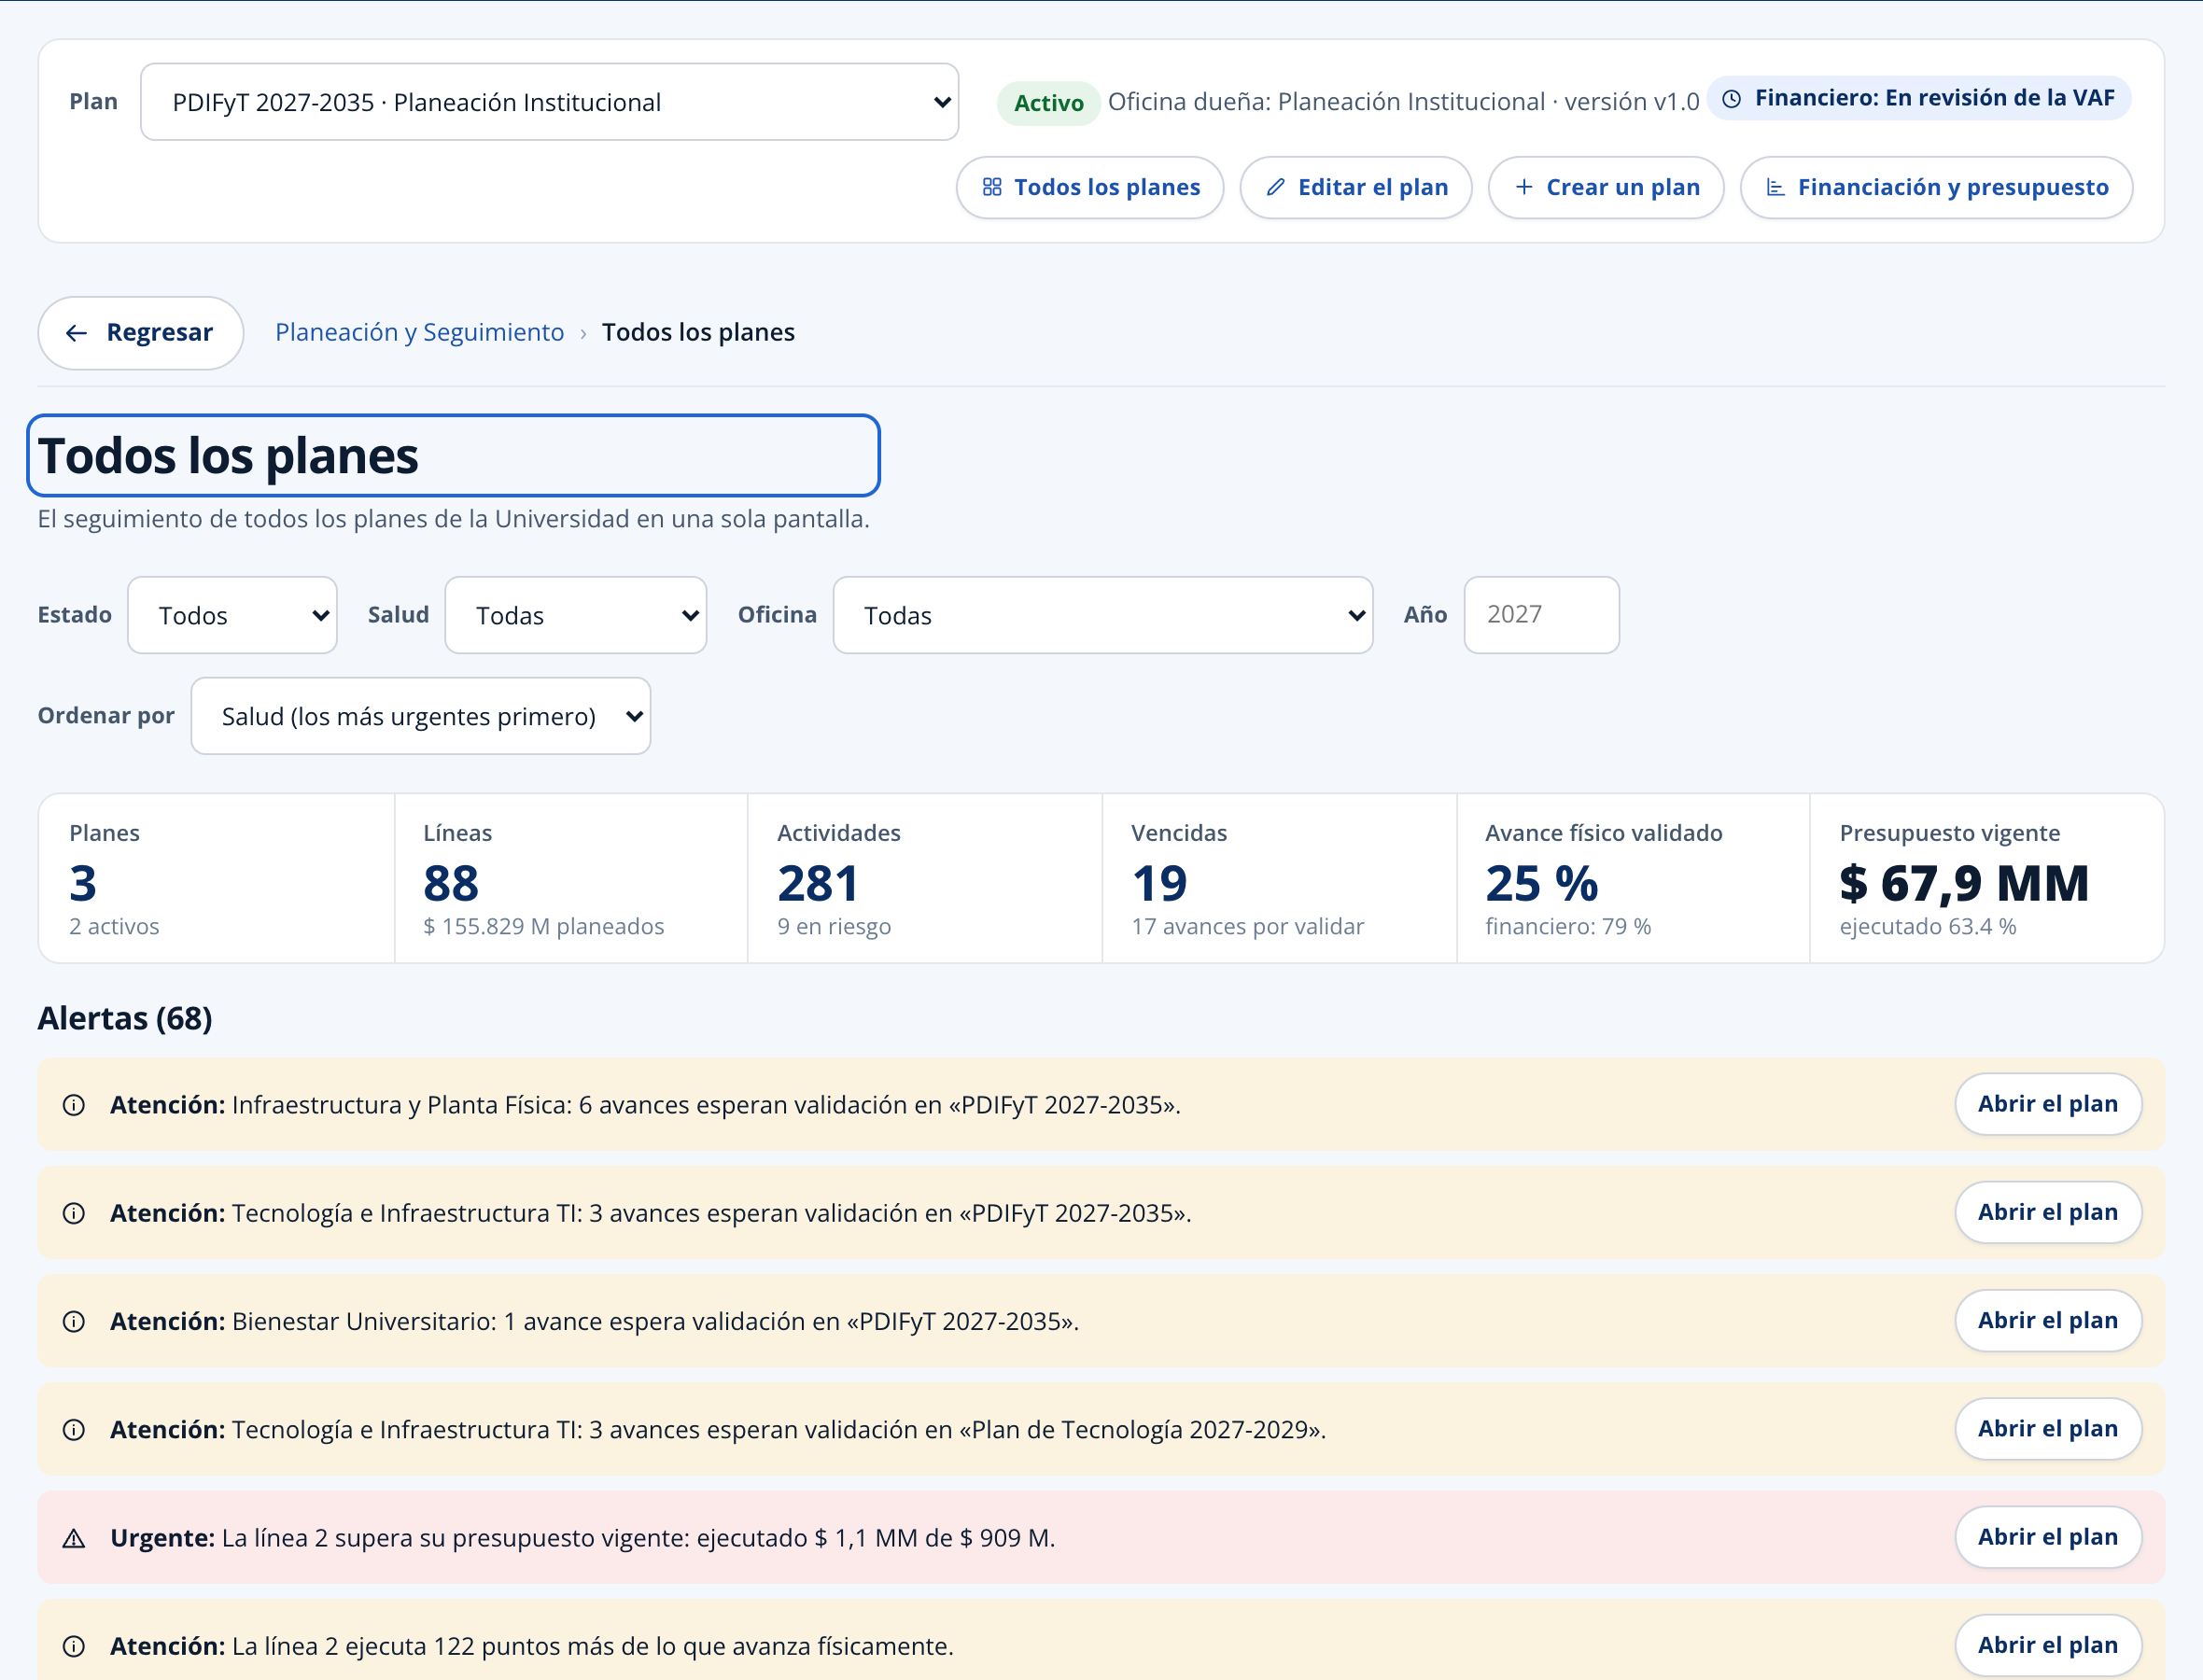 Plan
PDIFyT 2027-2035 · Planeación Institucional
Activo Oficina dueña: Planeación Institucional · versión v1.0 Financiero: En revisión de la VAF
Todos los planes Editar el plan Crear un plan Financiación y presupuesto
Regresar Planeación y Seguimiento › Todos los planes
Todos los planes
El seguimiento de todos los planes de la Universidad en una sola pantalla.
Estado Todos Salud Todas Oficina Todas Año 2027
Ordenar por Salud (los más urgentes primero)
Planes Líneas Actividades Vencidas Avance físico validado Presupuesto vigente
3 88 281 19 25 % $ 67,9 MM
2 activos $ 155.829 M planeados 9 en riesgo 17 avances por validar financiero: 79 % ejecutado 63.4 %
Alertas (68)
Atención: Infraestructura y Planta Física: 6 avances esperan validación en «PDIFyT 2027-2035». Abrir el plan
Atención: Tecnología e Infraestructura TI: 3 avances esperan validación en «PDIFyT 2027-2035». Abrir el plan
Atención: Bienestar Universitario: 1 avance espera validación en «PDIFyT 2027-2035». Abrir el plan
Atención: Tecnología e Infraestructura TI: 3 avances esperan validación en «Plan de Tecnología 2027-2029». Abrir el plan
Urgente: La línea 2 supera su presupuesto vigente: ejecutado $ 1,1 MM de $ 909 M. Abrir el plan
Atención: La línea 2 ejecuta 122 puntos más de lo que avanza físicamente. Abrir el plan